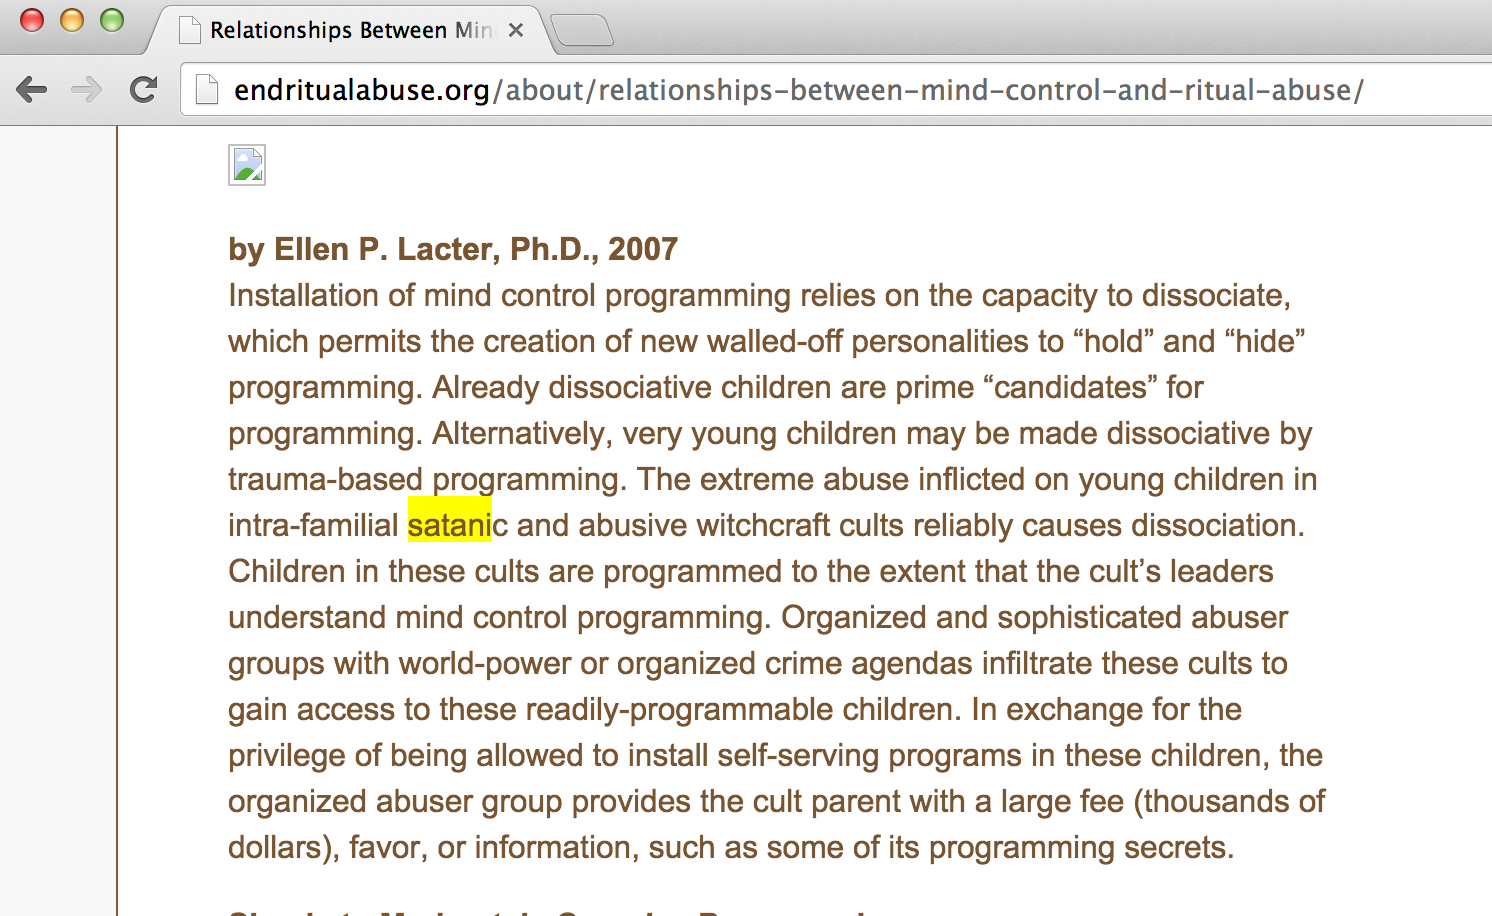 Relationships Between Min
endritualabuse.org/about/relationships-between-mind-control-and-ritual-abuse/
by Ellen P. Lacter, Ph.D., 2007
Installation of mind control programming relies on the capacity to dissociate,
which permits the creation of new walled-off personalities to “hold” and “hide”
programming. Already dissociative children are prime “candidates” for
programming. Alternatively, very young children may be made dissociative by
trauma-based programming. The extreme abuse inflicted on young children in
intra-familial satanic and abusive witchcraft cults reliably causes dissociation.
Children in these cults are programmed to the extent that the cult’s leaders
understand mind control programming. Organized and sophisticated abuser
groups with world-power or organized crime agendas infiltrate these cults to
gain access to these readily-programmable children. In exchange for the
privilege of being allowed to install self-serving programs in these children, the
organized abuser group provides the cult parent with a large fee (thousands of
dollars), favor, or information, such as some of its programming secrets.